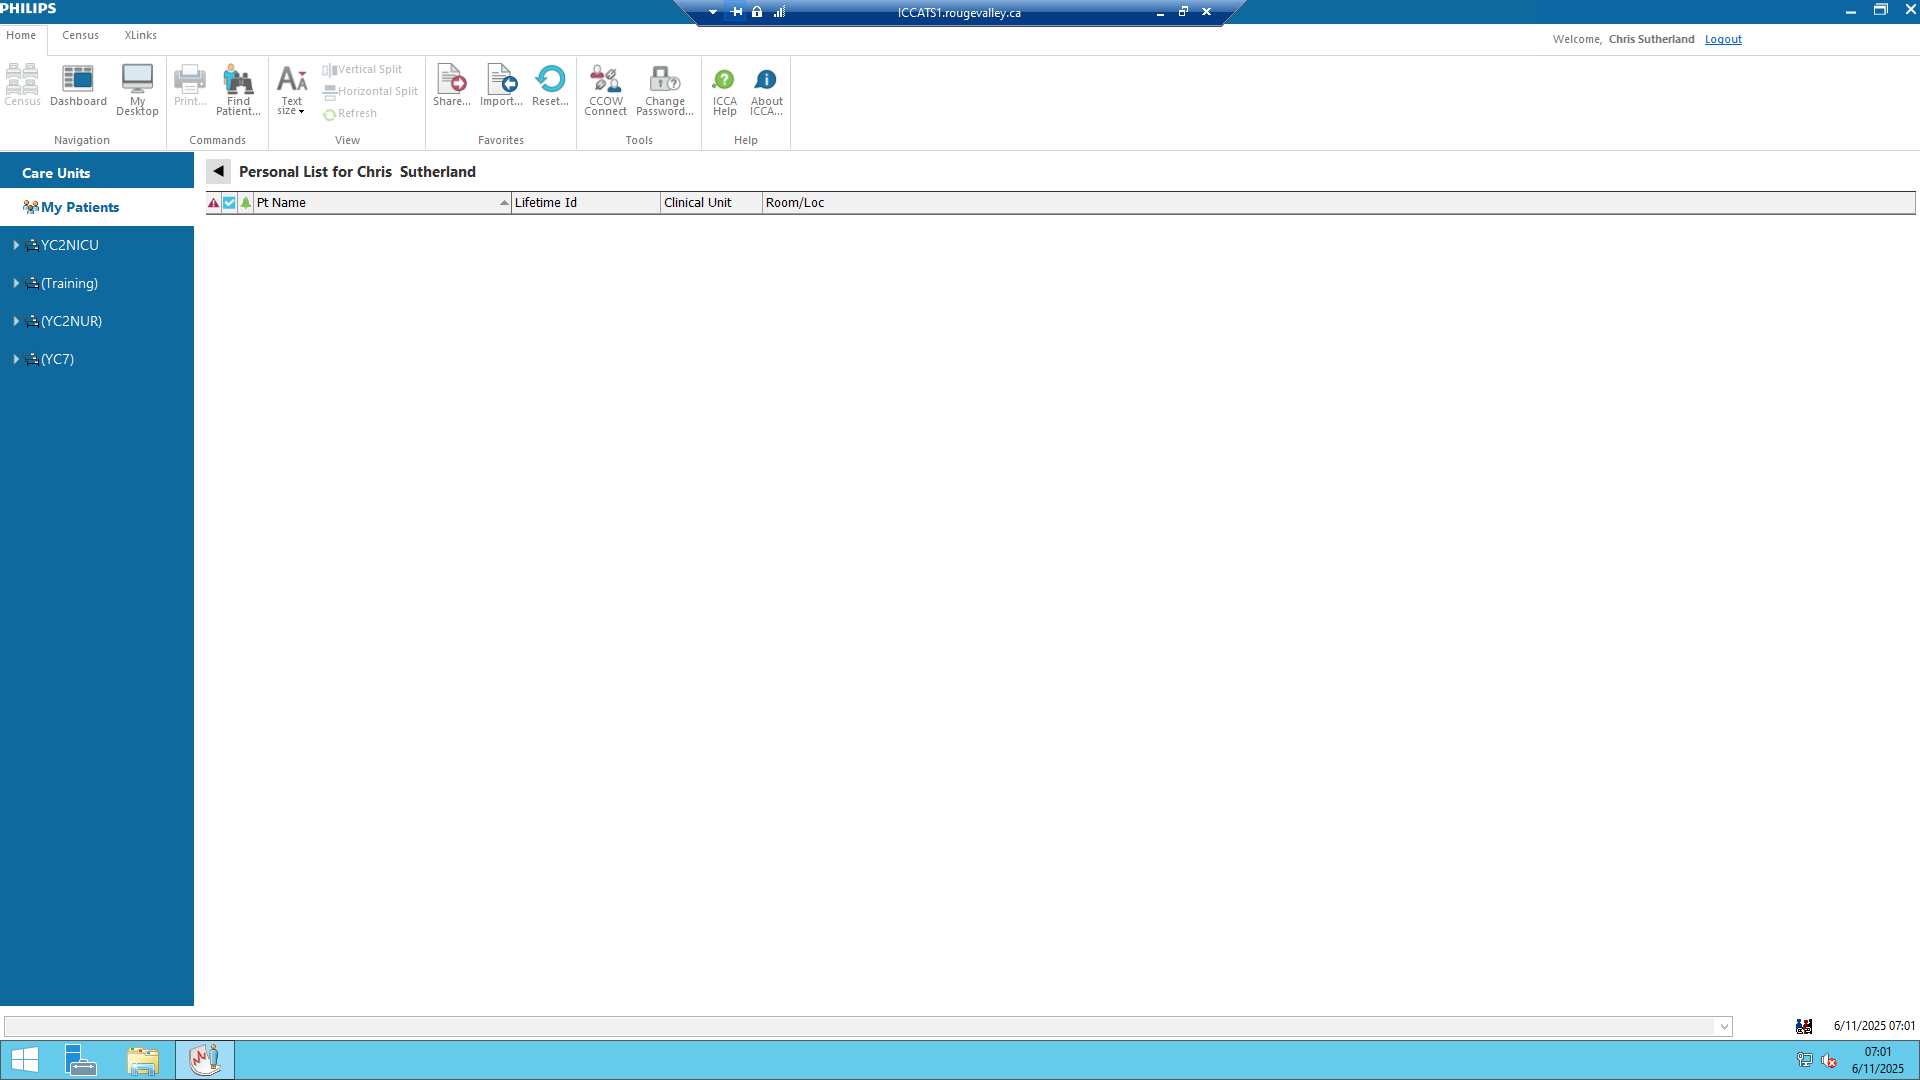 PHILIPS
ICCATS1.rougevalley.ca
Home Census XLinks
Welcome, Chris Sutherland Logout
Census
Dashboard
My Desktop
Print...
Find Patient...
Text size
Vertical Split
Horizontal Split
Refresh
Share...
Import...
Reset...
CCOW Connect
Change Password...
ICCA Help
About ICCA...
Navigation Commands View Favorites Tools Help
Care Units
My Patients
YC2NICU
(Training)
(YC2NUR)
(YC7)
Personal List for Chris Sutherland
Pt Name Lifetime Id Clinical Unit Room/Loc
6/11/2025 07:01
07:01
6/11/2025